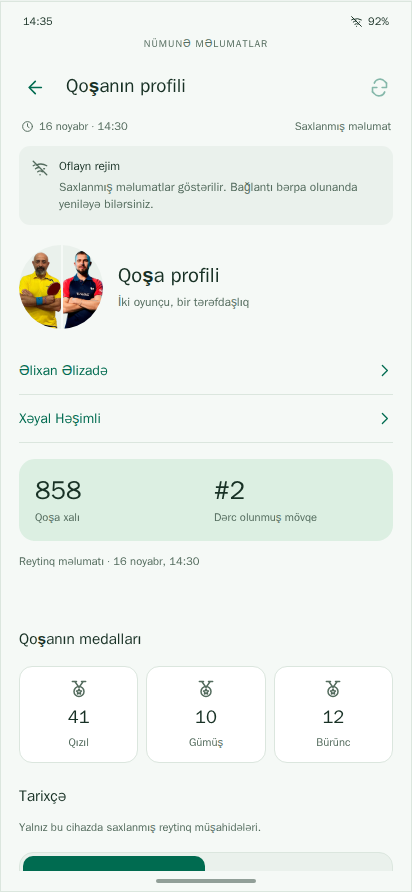 14:35
92%
NÜMUNƏ MƏLUMATLAR
Qoşanın profili
16 noyabr · 14:30
Saxlanmış məlumat
Oflayn rejim
Saxlanmış məlumatlar göstərilir. Bağlantı bərpa olunanda
yeniləyə bilərsiniz.
Qoşa profili
İki oyunçu, bir tərəfdaşlıq
Əlixan Əlizadə
Xəyal Həşimli
858
#2
Qoşa xalı
Dərc olunmuş mövqe
Reytinq məlumatı · 16 noyabr, 14:30
Qoşanın medalları
41
10
12
Qızıl
Gümüş
Bürünc
Tarixçə
Yalnız bu cihazda saxlanmış reytinq müşahidələri.